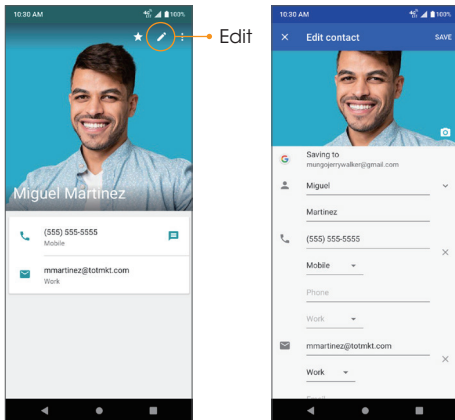 10:30 AM
100%
Edit
Miguel Martinez
(555) 555-5555
Mobile
mmartinez@totmkt.com
Work
10:30 AM
100%
Edit contact
SAVE
G
Saving to
mungojerrywalker@gmail.com
Miguel
Martinez
(555) 555-5555
Mobile
Phone
Work
mmartinez@totmkt.com
Work